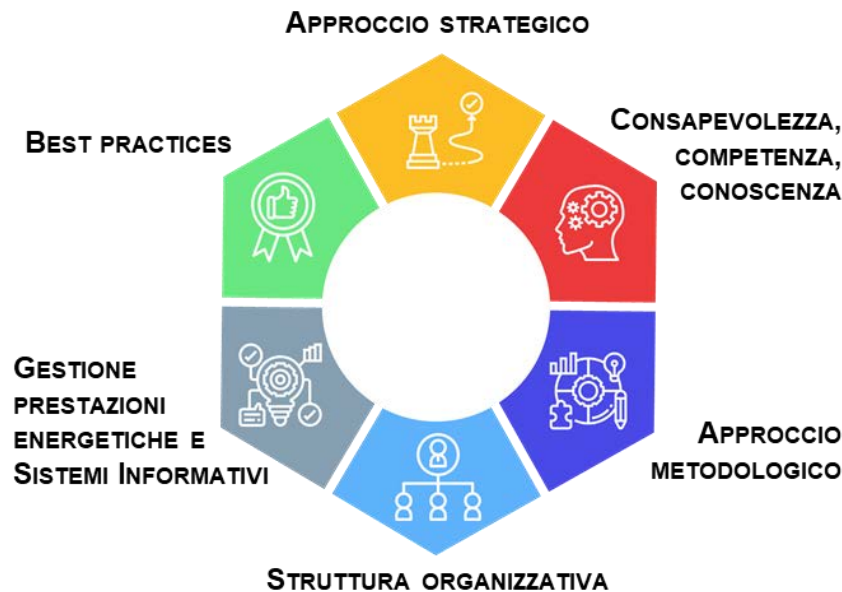 APPROCCIO STRATEGICO
CONSAPEVOLEZZA,
COMPETENZA,
CONOSCENZA
BEST PRACTICES
GESTIONE
PRESTAZIONI
ENERGETICHE E
SISTEMI INFORMATIVI
APPROCCIO
METODOLOGICO
STRUTTURA ORGANIZZATIVA